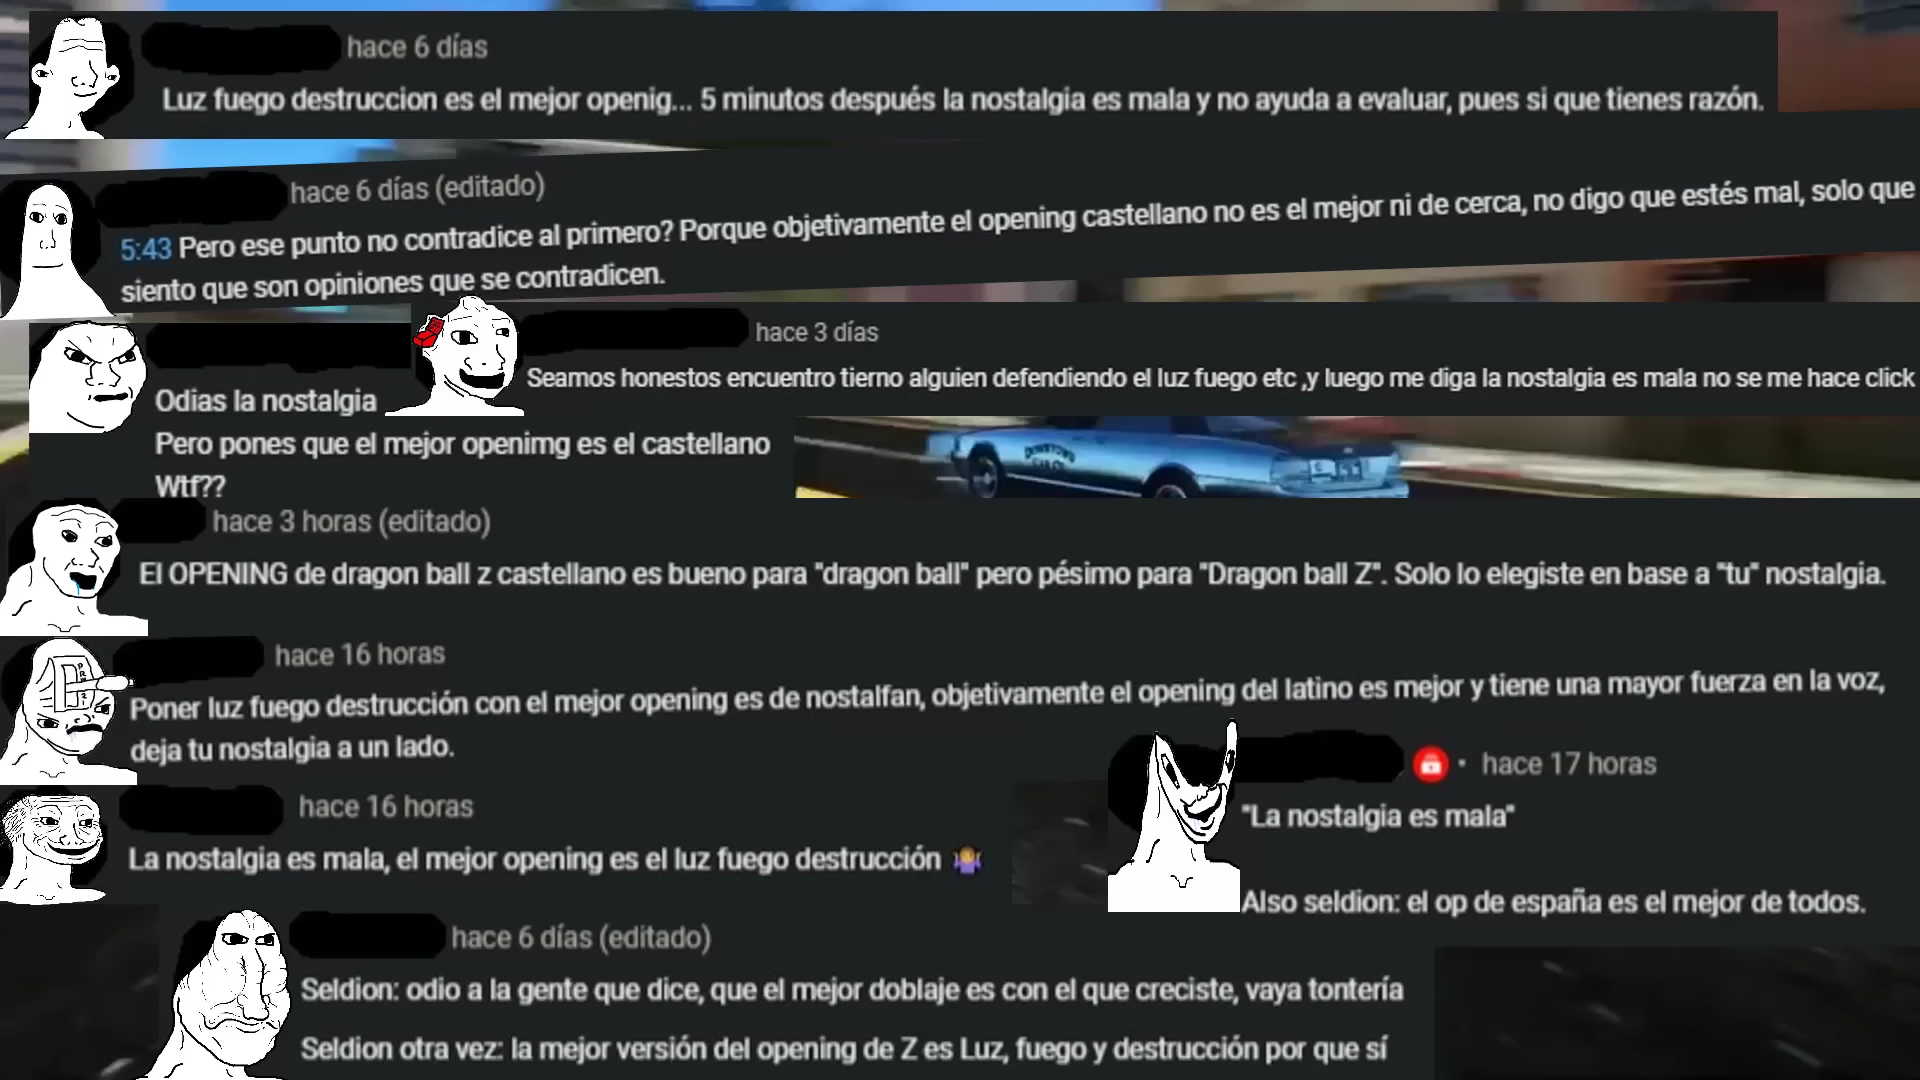 hace 6 días
Luz fuego destruccion es el mejor openig... 5 minutos después la nostalgia es mala y no ayuda a evaluar, pues si que tienes razón.
hace 6 días (editado)
5:43 Pero ese punto no contradice al primero? Porque objetivamente el opening castellano no es el mejor ni de cerca, no digo que estés mal, solo que
siento que son opiniones que se contradicen.
hace 3 días
Seamos honestos encuentro tierno alguien defendiendo el luz fuego etc ,y luego me diga la nostalgia es mala no se me hace click
Odias la nostalgia
Pero pones que el mejor openimg es el castellano
Wtf??
DOWNTOWN
CAB CO.
hace 3 horas (editado)
El OPENING de dragon ball z castellano es bueno para "dragon ball" pero pésimo para "Dragon ball Z". Solo lo elegiste en base a "tu" nostalgia.
hace 16 horas
Poner luz fuego destrucción con el mejor opening es de nostalfan, objetivamente el opening del latino es mejor y tiene una mayor fuerza en la voz,
deja tu nostalgia a un lado.
hace 17 horas
"La nostalgia es mala"
Also seldion: el op de españa es el mejor de todos.
hace 16 horas
La nostalgia es mala, el mejor opening es el luz fuego destrucción 🤷
hace 6 días (editado)
Seldion: odio a la gente que dice, que el mejor doblaje es con el que creciste, vaya tontería
Seldion otra vez: la mejor versión del opening de Z es Luz, fuego y destrucción por que sí